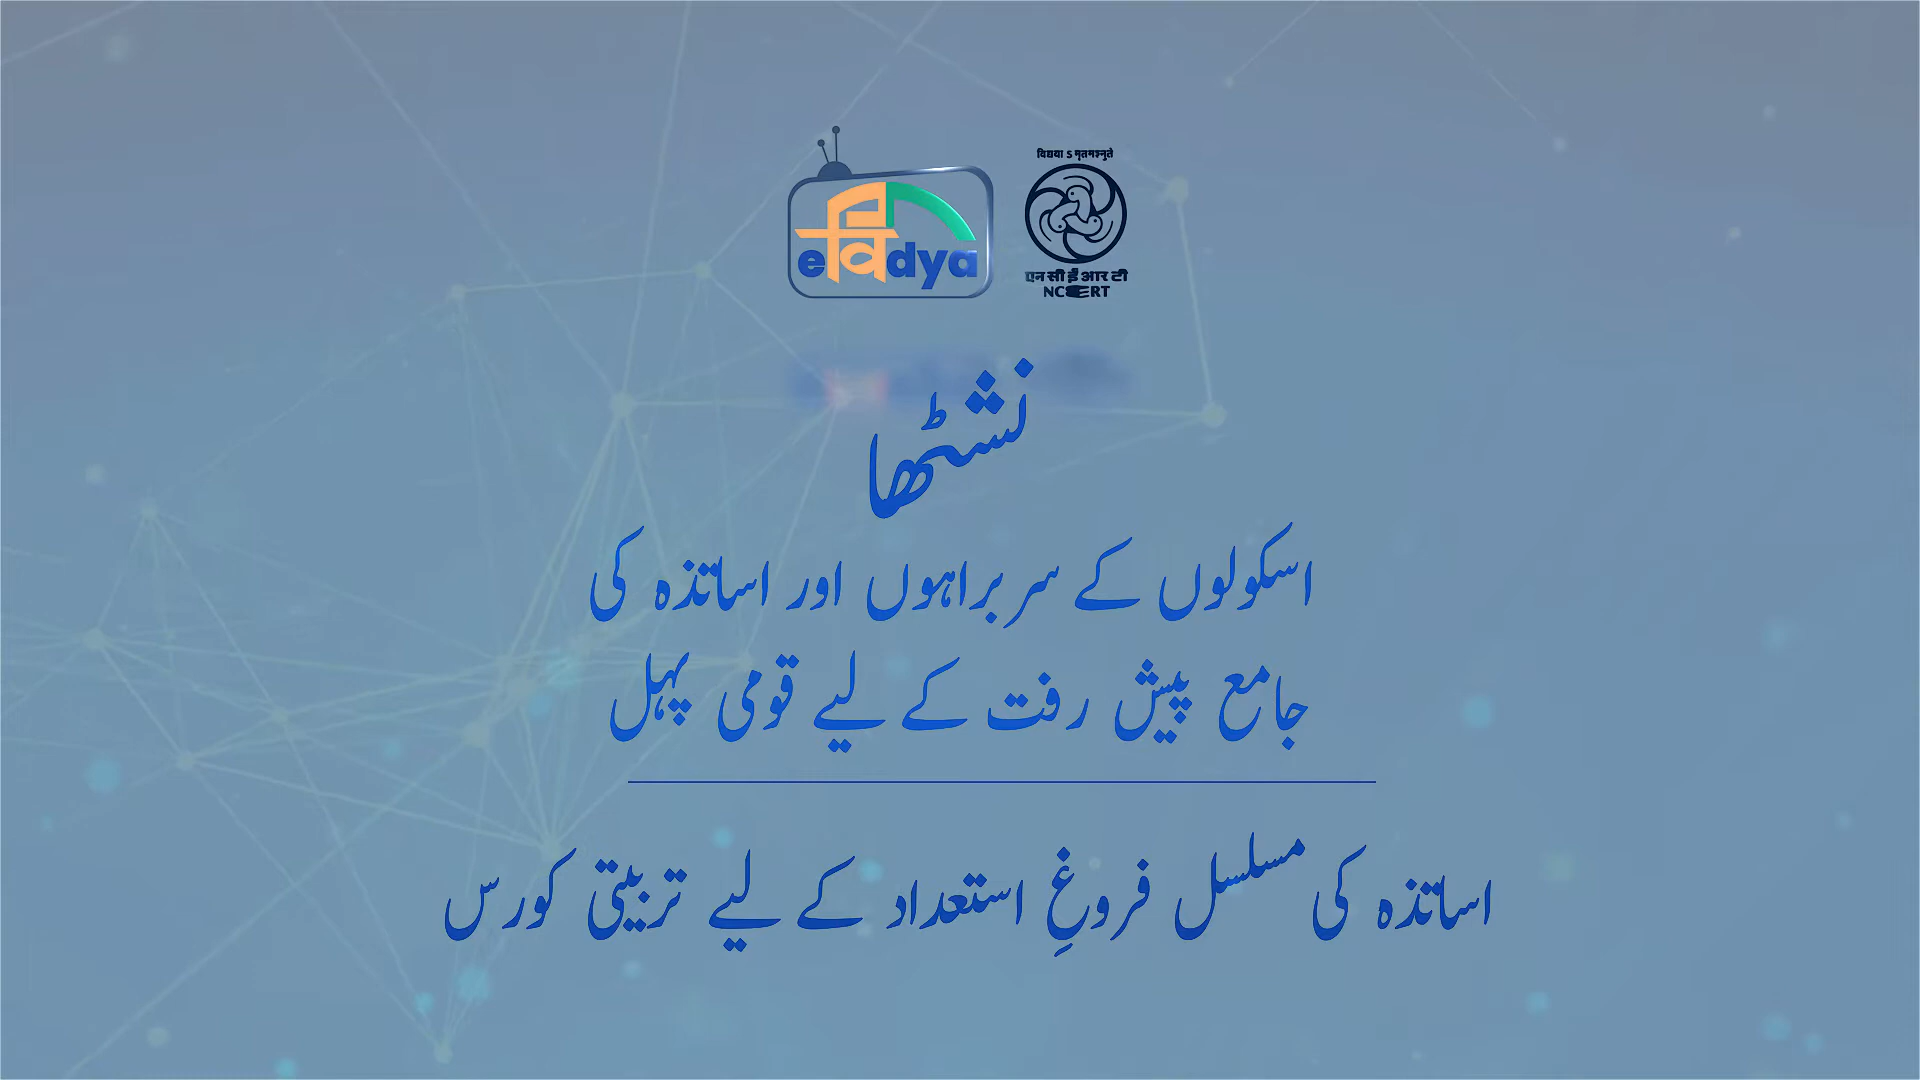 eविdya
विद्यया ऽ मृतमश्नुते
एन सी ई आर टी
NCERT
نشٹھا
اسکولوں کے سربراہوں اور اساتذہ کی
جامع پیش رفت کے لیے قومی پہل
اساتذہ کی مسلسل فروغِ استعداد کے لیے تربیتی کورس